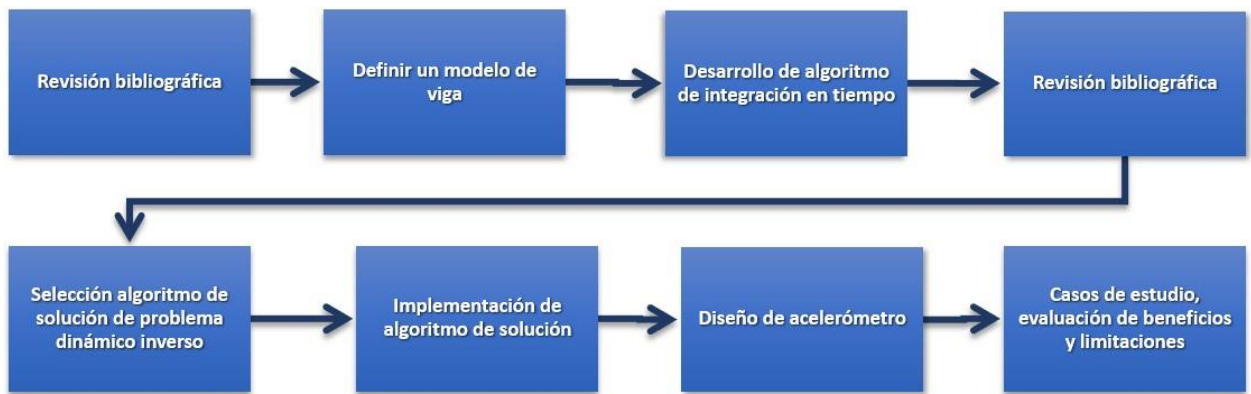 Revisión bibliográfica
Definir un modelo de
viga
Desarrollo de algoritmo
de integración en tiempo
Revisión bibliográfica
Selección algoritmo de
solución de problema
dinámico inverso
Implementación de
algoritmo de solución
Diseño de acelerómetro
Casos de estudio,
evaluación de beneficios
y limitaciones